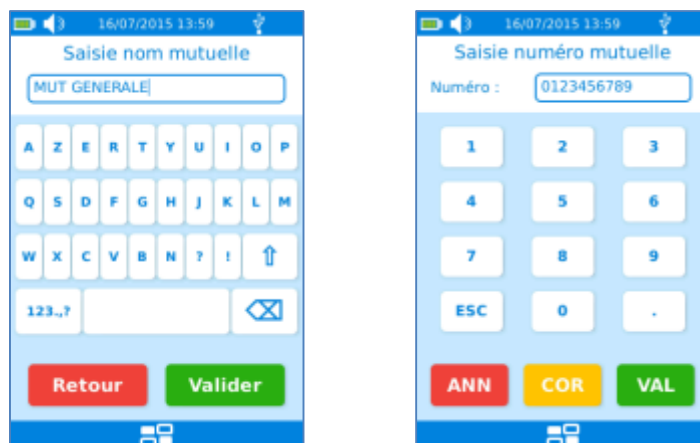 16/07/2015 13:59
Saisie nom mutuelle
MUT GENERALE
A Z E R T Y U I O P
Q S D F G H J K L M
W X C V B N ? !
123.,?
Retour Valider
16/07/2015 13:59
Saisie numéro mutuelle
Numéro : 0123456789
1 2 3
4 5 6
7 8 9
ESC 0 .
ANN COR VAL